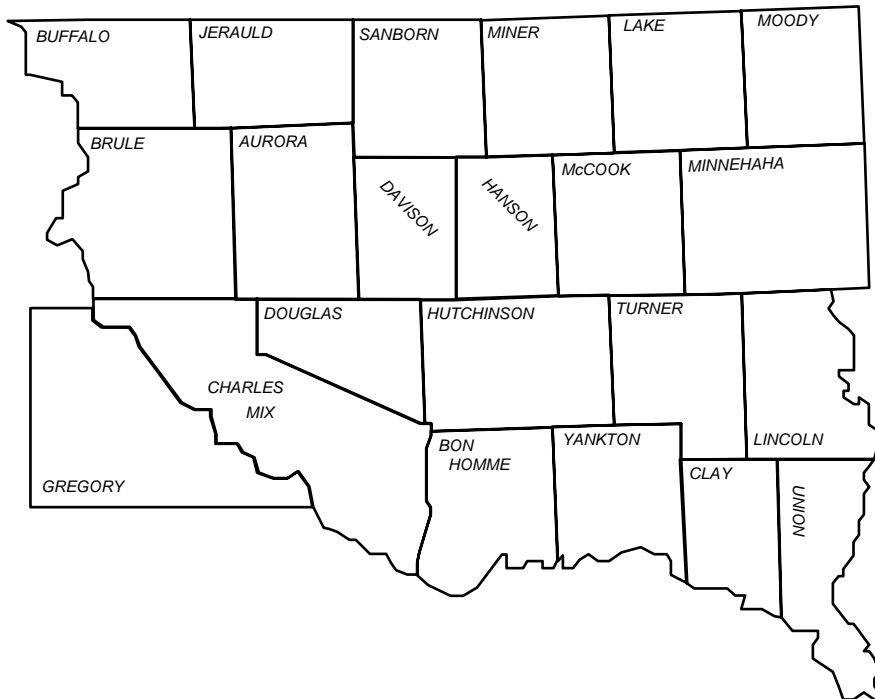 BUFFALO
JERAULD
SANBORN
MINER
LAKE
MOODY
BRULE
AURORA
DAVISON
HANSON
McCOOK
MINNEHAHA
DOUGLAS
HUTCHINSON
TURNER
CHARLES
MIX
LINCOLN
GREGORY
BON
HOMME
YANKTON
CLAY
UNION